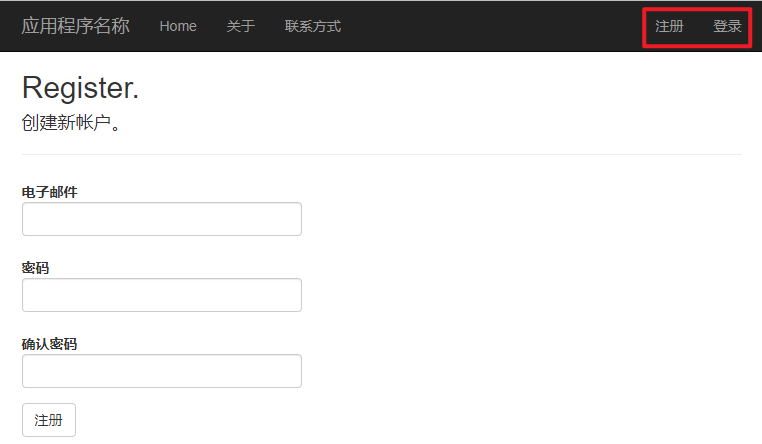 应用程序名称 Home 关于 联系方式 注册 登录
Register.
创建新帐户。
电子邮件
密码
确认密码
注册